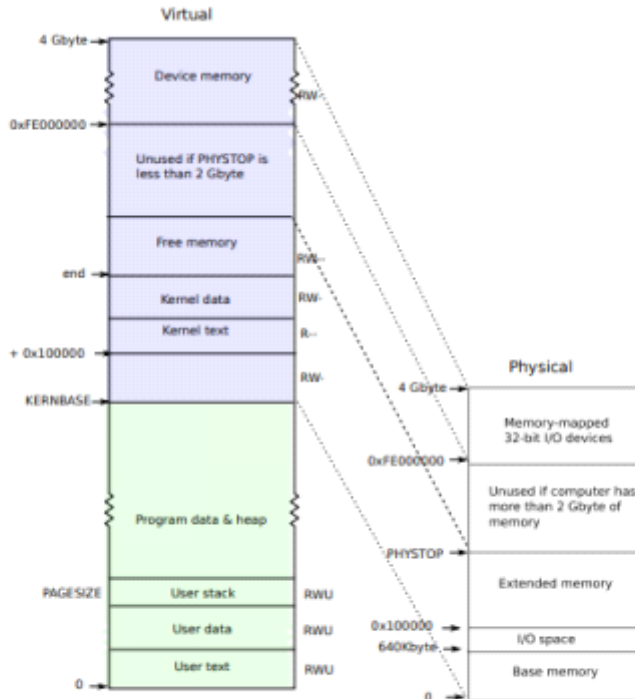 Virtual
4 Gbyte
Device memory
RW-
0xFE000000
Unused if PHYSTOP is
less than 2 Gbyte
Free memory
RW--
end
Kernel data
RW-
Kernel text
R--
+ 0x100000
RW-
KERNBASE
Program data & heap
PAGESIZE
User stack
RWU
User data
RWU
User text
RWU
0
Physical
4 Gbyte
Memory-mapped
32-bit I/O devices
0xFE000000
Unused if computer has
more than 2 Gbyte of
memory
PHYSTOP
Extended memory
0x100000
I/O space
640Kbyte
Base memory
0